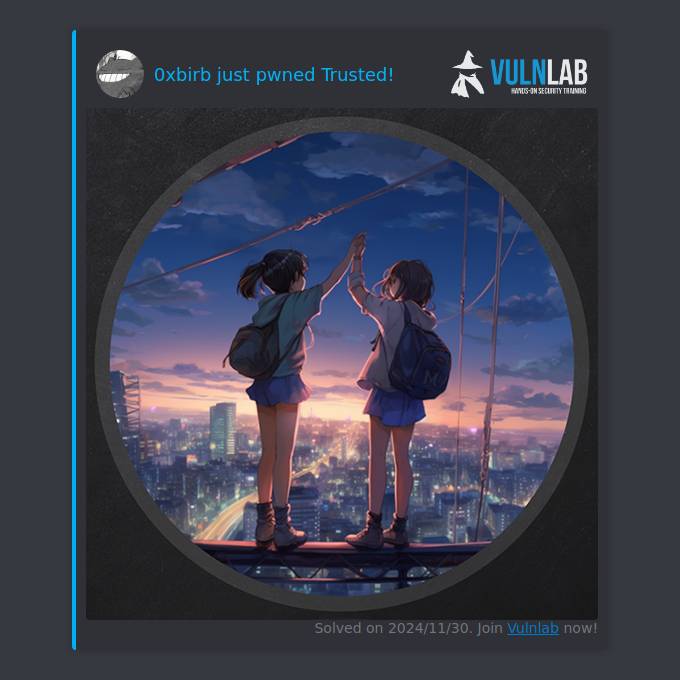 0xbirb just pwned Trusted!
VULNLAB
HANDS-ON SECURITY TRAINING
M
Solved on 2024/11/30. Join Vulnlab now!